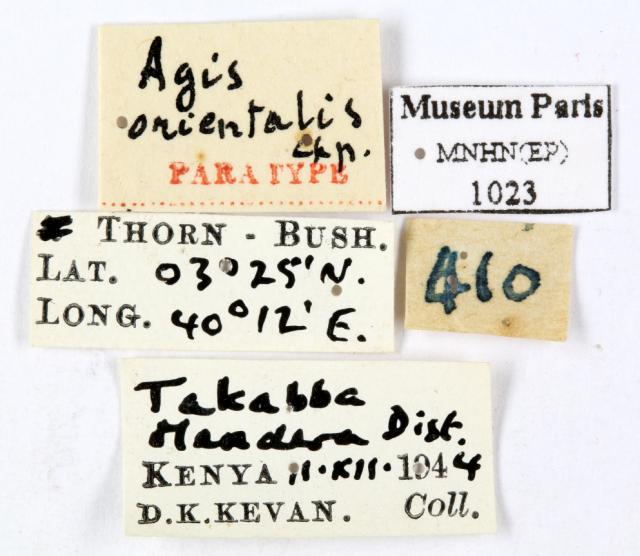 Agis
orientalis
Chp.
PARATYPE
Museum Paris
MNHN(EP)
1023
THORN - BUSH.
LAT. 03°25'N.
LONG. 40°12'E.
410
Takabba
Mandera Dist.
KENYA 11·XII·1944
D.K.KEVAN. Coll.